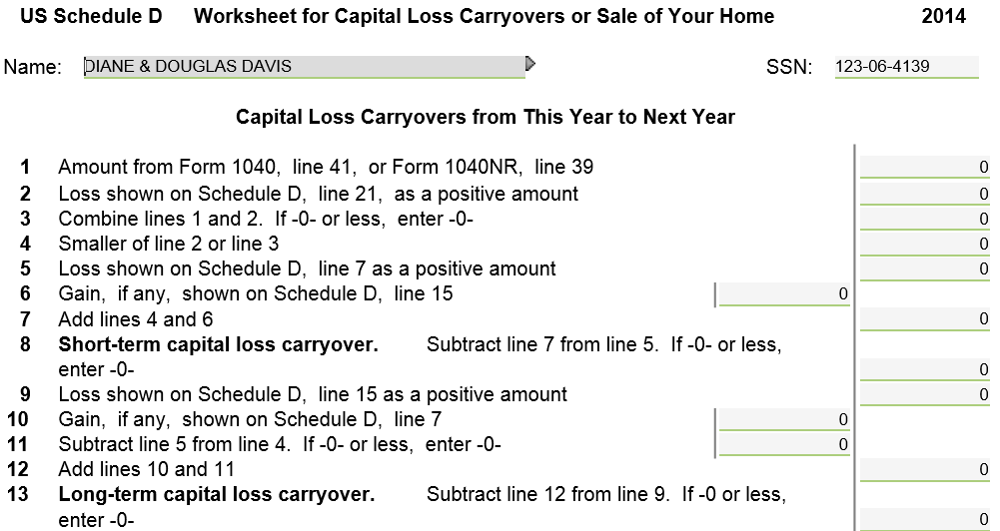 US Schedule D Worksheet for Capital Loss Carryovers or Sale of Your Home 2014
Name: DIANE & DOUGLAS DAVIS SSN: 123-06-4139
Capital Loss Carryovers from This Year to Next Year
1 Amount from Form 1040, line 41, or Form 1040NR, line 39 0
2 Loss shown on Schedule D, line 21, as a positive amount 0
3 Combine lines 1 and 2. If -0- or less, enter -0- 0
4 Smaller of line 2 or line 3 0
5 Loss shown on Schedule D, line 7 as a positive amount 0
6 Gain, if any, shown on Schedule D, line 15 0
7 Add lines 4 and 6 0
8 Short-term capital loss carryover. Subtract line 7 from line 5. If -0- or less,
enter -0- 0
9 Loss shown on Schedule D, line 15 as a positive amount 0
10 Gain, if any, shown on Schedule D, line 7 0
11 Subtract line 5 from line 4. If -0- or less, enter -0- 0
12 Add lines 10 and 11 0
13 Long-term capital loss carryover. Subtract line 12 from line 9. If -0 or less,
enter -0- 0